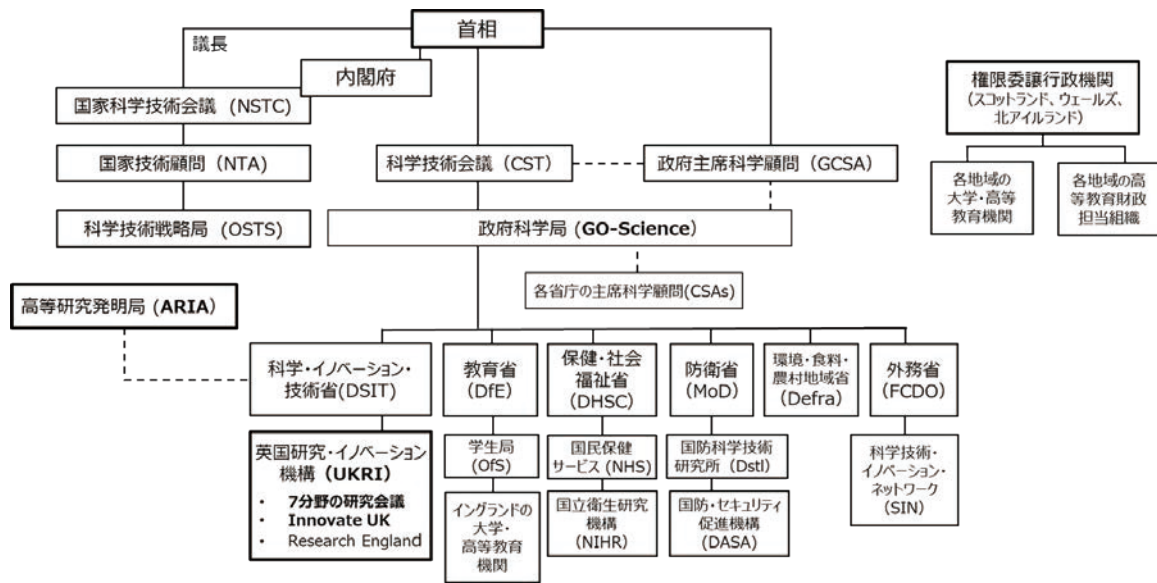 首相
議長
内閣府
国家科学技術会議 (NSTC)
国家技術顧問 (NTA)
科学技術戦略局 (OSTS)
科学技術会議 (CST)
政府主席科学顧問 (GCSA)
政府科学局 (GO-Science)
各省庁の主席科学顧問(CSAs)
権限委譲行政機関
(スコットランド、ウェールズ、
北アイルランド)
各地域の
大学・高等
教育機関
各地域の高
等教育財政
担当組織
高等研究発明局 (ARIA)
科学・イノベーション・
技術省(DSIT)
英国研究・イノベーション
機構 (UKRI)
• 7分野の研究会議
• Innovate UK
• Research England
教育省
(DfE)
学生局
(OfS)
イングランドの
大学・
高等教育
機関
保健・社会
福祉省
(DHSC)
国民保健
サービス (NHS)
国立衛生研究
機構
(NIHR)
防衛省
(MoD)
国防科学技術
研究所 (Dstl)
国防・セキュリティ
促進機構
(DASA)
環境・食料・
農村地域省
(Defra)
外務省
(FCDO)
科学技術・
イノベーション・
ネットワーク
(SIN)